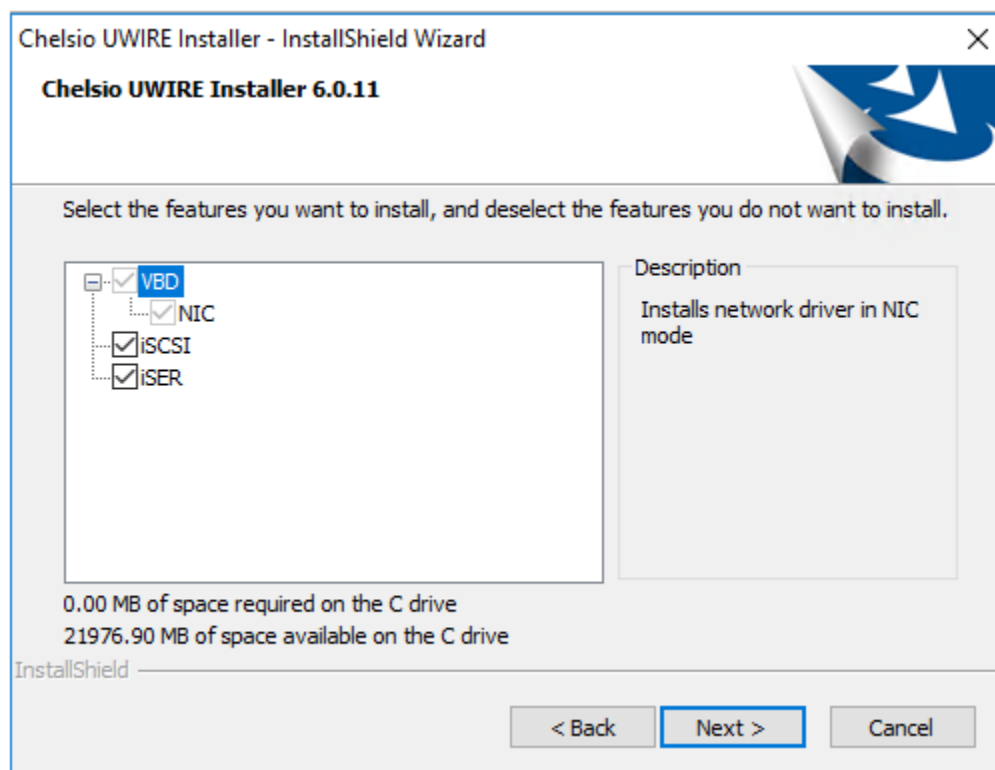 Chelsio UWIRE Installer - InstallShield Wizard
Chelsio UWIRE Installer 6.0.11
Select the features you want to install, and deselect the features you do not want to install.
VBD
NIC
iSCSI
iSER
Description
Installs network driver in NIC
mode
0.00 MB of space required on the C drive
21976.90 MB of space available on the C drive
InstallShield
< Back
Next >
Cancel